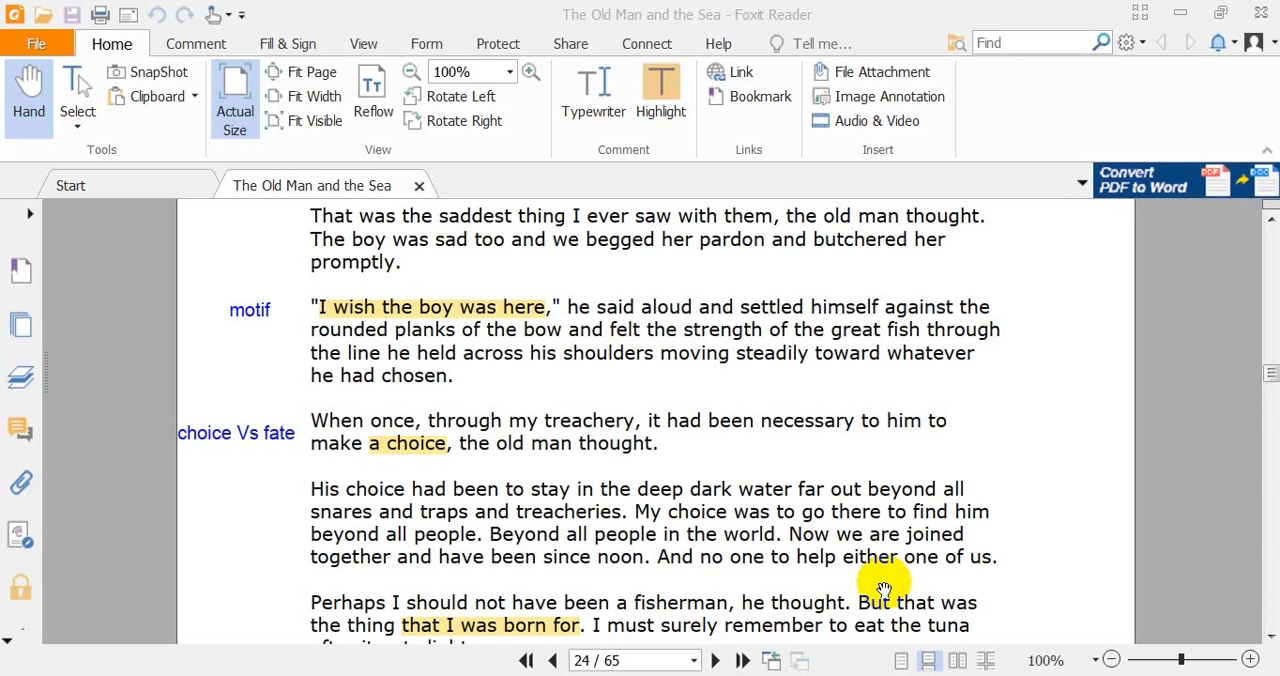 The Old Man and the Sea - Foxit Reader
File Home Comment Fill & Sign View Form Protect Share Connect Help Tell me... Find
Hand
Select
SnapShot
Clipboard
Tools
Actual
Size
Fit Page
Fit Width
Fit Visible
Reflow
100%
Rotate Left
Rotate Right
View
Typewriter
Highlight
Comment
Link
Bookmark
Links
File Attachment
Image Annotation
Audio & Video
Insert
Start
The Old Man and the Sea
Convert
PDF to Word
PDF
DOC
That was the saddest thing I ever saw with them, the old man thought.
The boy was sad too and we begged her pardon and butchered her
promptly.
motif
"I wish the boy was here," he said aloud and settled himself against the
rounded planks of the bow and felt the strength of the great fish through
the line he held across his shoulders moving steadily toward whatever
he had chosen.
When once, through my treachery, it had been necessary to him to
choice Vs fate
make a choice, the old man thought.
His choice had been to stay in the deep dark water far out beyond all
snares and traps and treacheries. My choice was to go there to find him
beyond all people. Beyond all people in the world. Now we are joined
together and have been since noon. And no one to help either one of us.
Perhaps I should not have been a fisherman, he thought. But that was
the thing that I was born for. I must surely remember to eat the tuna
24 / 65
100%